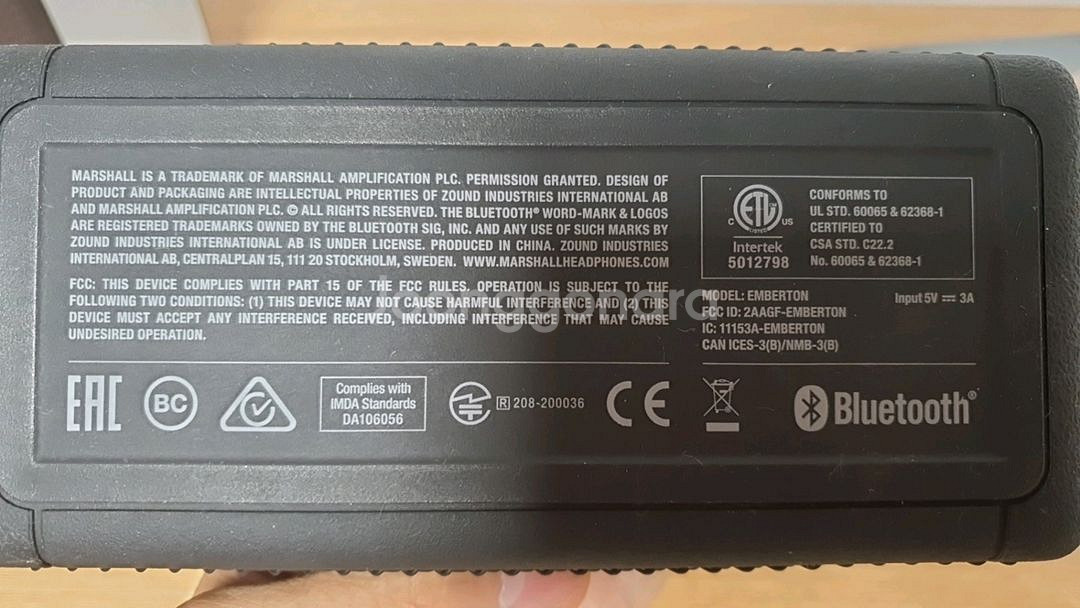 MARSHALL IS A TRADEMARK OF MARSHALL AMPLIFICATION PLC. PERMISSION GRANTED. DESIGN OF
PRODUCT AND PACKAGING ARE INTELLECTUAL PROPERTIES OF ZOUND INDUSTRIES INTERNATIONAL AB
AND MARSHALL AMPLIFICATION PLC. © ALL RIGHTS RESERVED. THE BLUETOOTH® WORD-MARK & LOGOS
ARE REGISTERED TRADEMARKS OWNED BY THE BLUETOOTH SIG, INC. AND ANY USE OF SUCH MARKS BY
ZOUND INDUSTRIES INTERNATIONAL AB IS UNDER LICENSE. PRODUCED IN CHINA. ZOUND INDUSTRIES
INTERNATIONAL AB, CENTRALPLAN 15, 111 20 STOCKHOLM, SWEDEN. WWW.MARSHALLHEADPHONES.COM
FCC: THIS DEVICE COMPLIES WITH PART 15 OF THE FCC RULES. OPERATION IS SUBJECT TO THE
FOLLOWING TWO CONDITIONS: (1) THIS DEVICE MAY NOT CAUSE HARMFUL INTERFERENCE AND (2) THIS
DEVICE MUST ACCEPT ANY INTERFERENCE RECEIVED, INCLUDING INTERFERENCE THAT MAY CAUSE
UNDESIRED OPERATION.
C ETL US
LISTED
Intertek
5012798
CONFORMS TO
UL STD. 60065 & 62368-1
CERTIFIED TO
CSA STD. C22.2
No. 60065 & 62368-1
MODEL: EMBERTON
Input 5V ⎓ 3A
FCC ID: 2AAGF-EMBERTON
IC: 11153A-EMBERTON
CAN ICES-3(B)/NMB-3(B)
EAC
BC
Complies with
IMDA Standards
DA106056
R 208-200036
CE
Bluetooth®